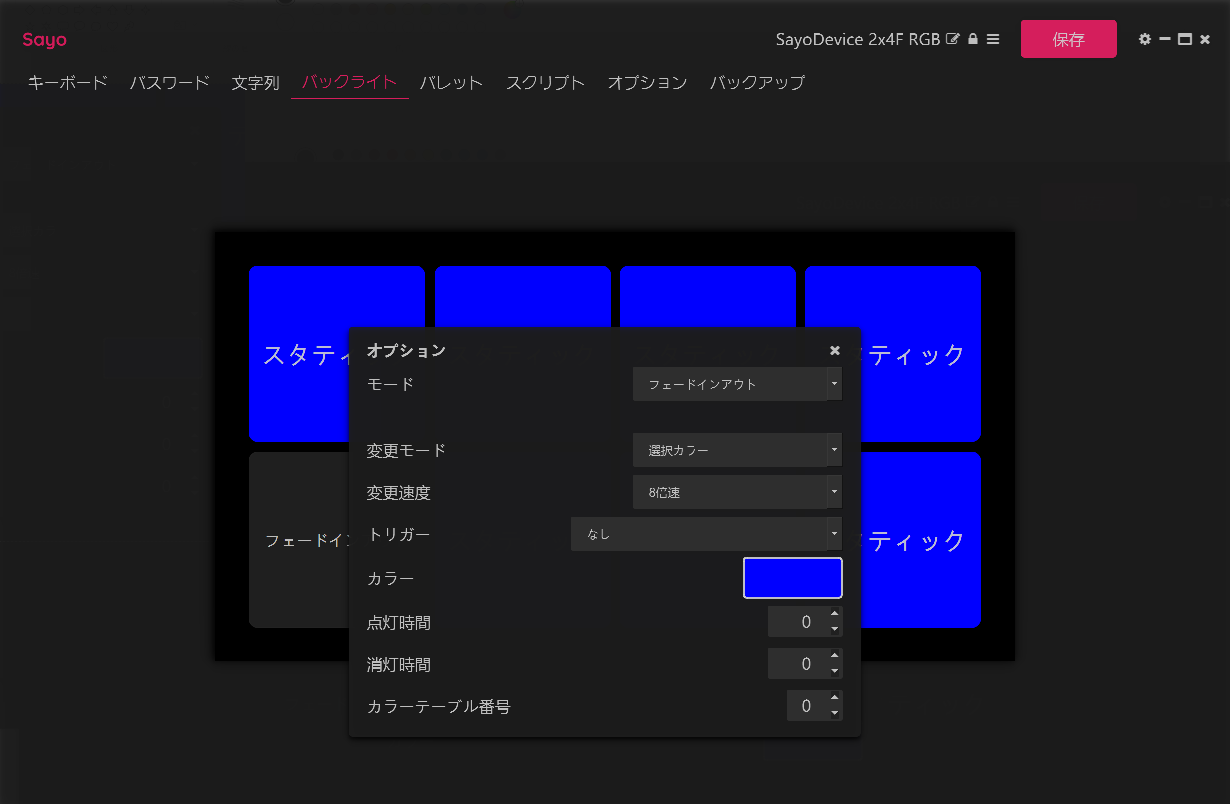 Sayo
SayoDevice 2x4F RGB
保存
キーボード パスワード 文字列 バックライト パレット スクリプト オプション バックアップ
スタティ
ティック
オプション
モード フェードインアウト
変更モード 選択カラー
変更速度 8倍速
トリガー なし
フェードイン
ティック
カラー
点灯時間 0
消灯時間 0
カラーテーブル番号 0